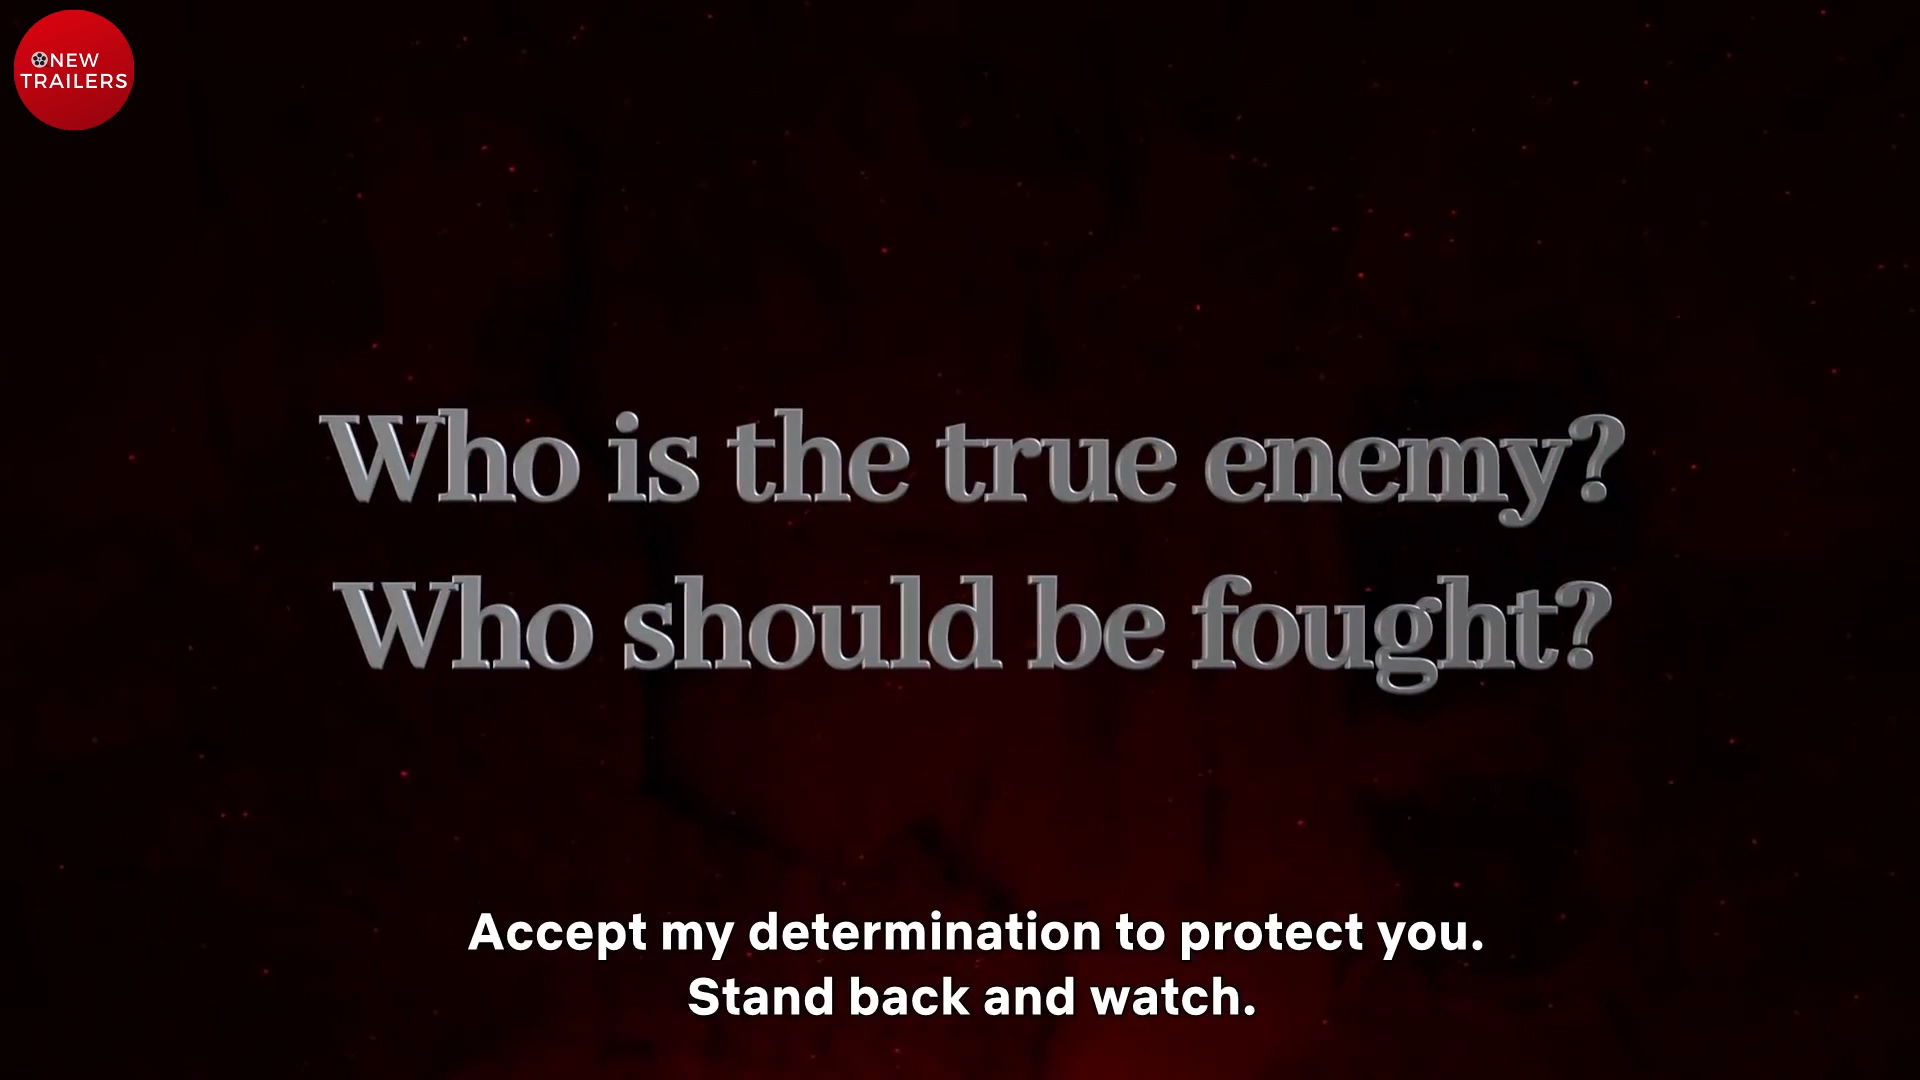 NEW
TRAILERS
Who is the true enemy?
Who should be fought?
Accept my determination to protect you.
Stand back and watch.